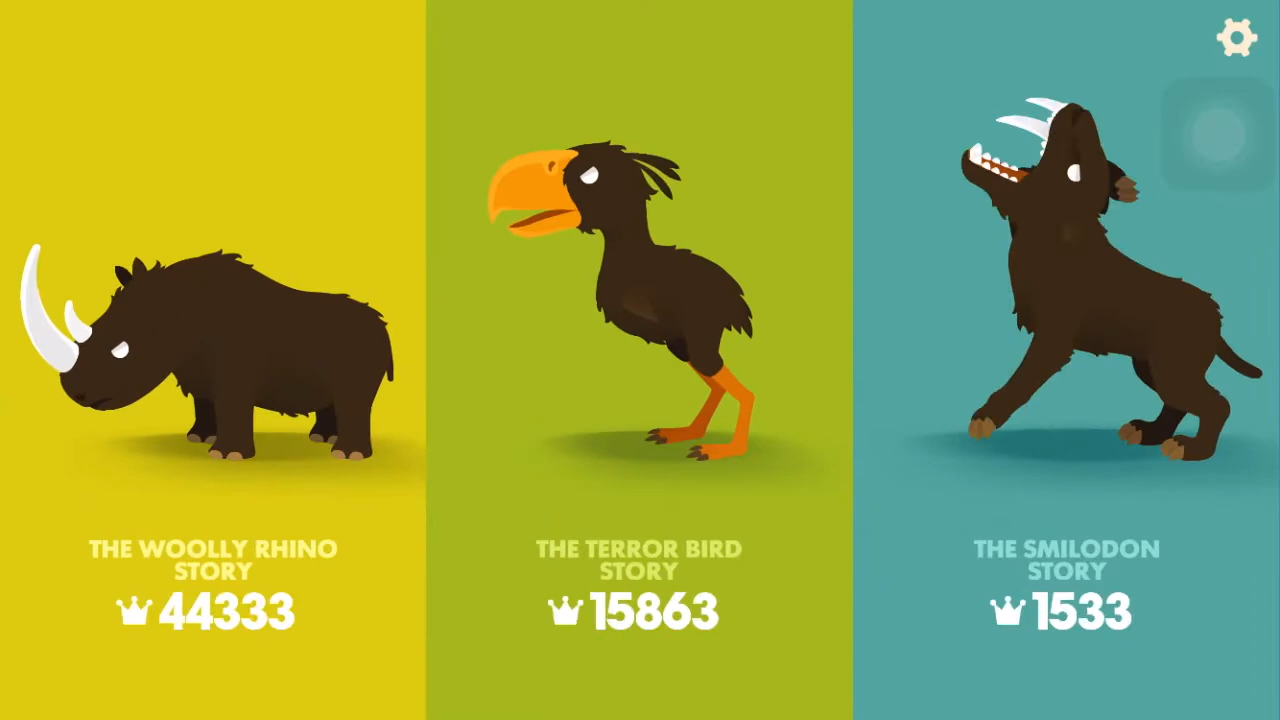 THE WOOLLY RHINO
STORY
44333
THE TERROR BIRD
STORY
15863
THE SMILODON
STORY
1533